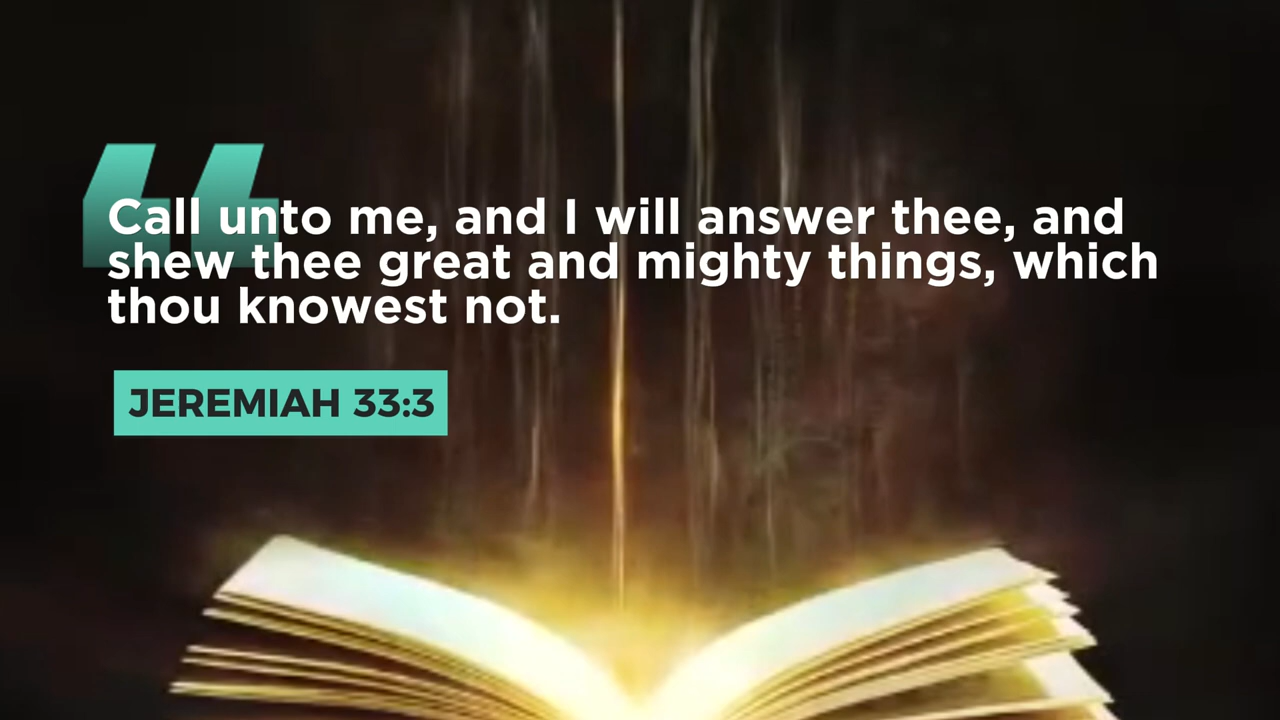 “
Call unto me, and I will answer thee, and
shew thee great and mighty things, which
thou knowest not.
JEREMIAH 33:3